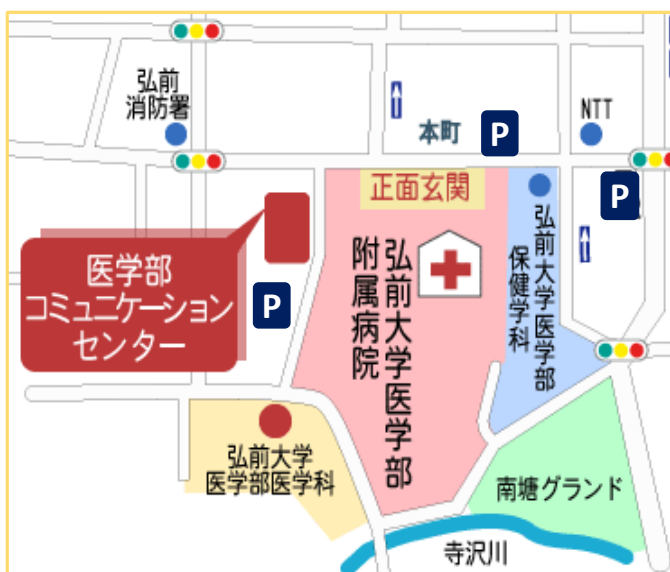 弘前
消防署
本町
P
NTT
P
正面玄関
医学部
コミュニケーション
センター
P
弘前大学医学部
附属病院
弘前大学医学部
保健学科
弘前大学
医学部医学科
南塘グランド
寺沢川